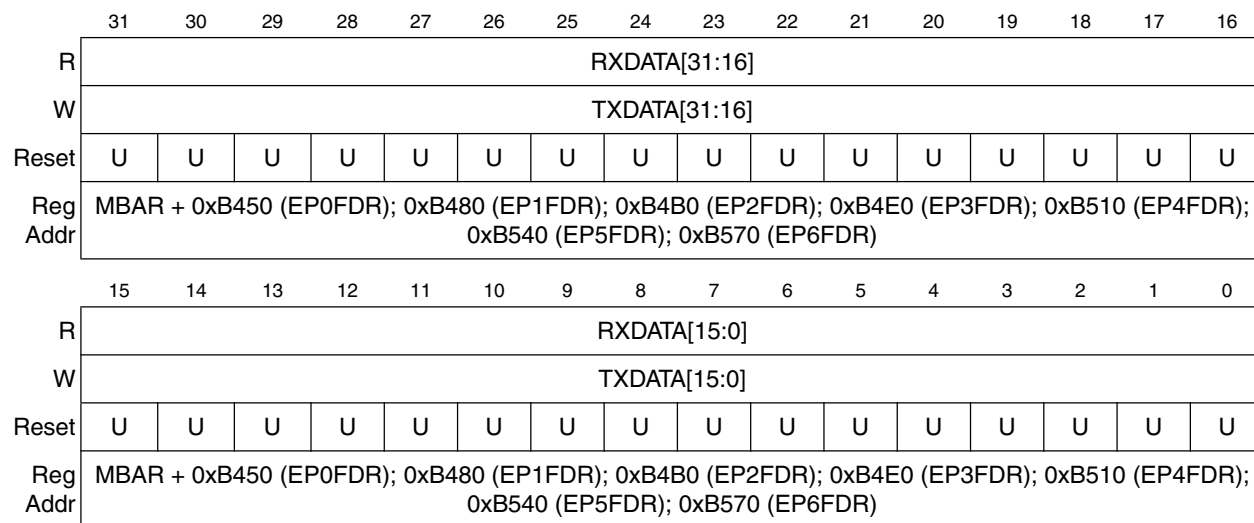 31 30 29 28 27 26 25 24 23 22 21 20 19 18 17 16
R RXDATA[31:16]
W TXDATA[31:16]
Reset U U U U U U U U U U U U U U U U
Reg Addr MBAR + 0xB450 (EP0FDR); 0xB480 (EP1FDR); 0xB4B0 (EP2FDR); 0xB4E0 (EP3FDR); 0xB510 (EP4FDR);
0xB540 (EP5FDR); 0xB570 (EP6FDR)
15 14 13 12 11 10 9 8 7 6 5 4 3 2 1 0
R RXDATA[15:0]
W TXDATA[15:0]
Reset U U U U U U U U U U U U U U U U
Reg Addr MBAR + 0xB450 (EP0FDR); 0xB480 (EP1FDR); 0xB4B0 (EP2FDR); 0xB4E0 (EP3FDR); 0xB510 (EP4FDR);
0xB540 (EP5FDR); 0xB570 (EP6FDR)